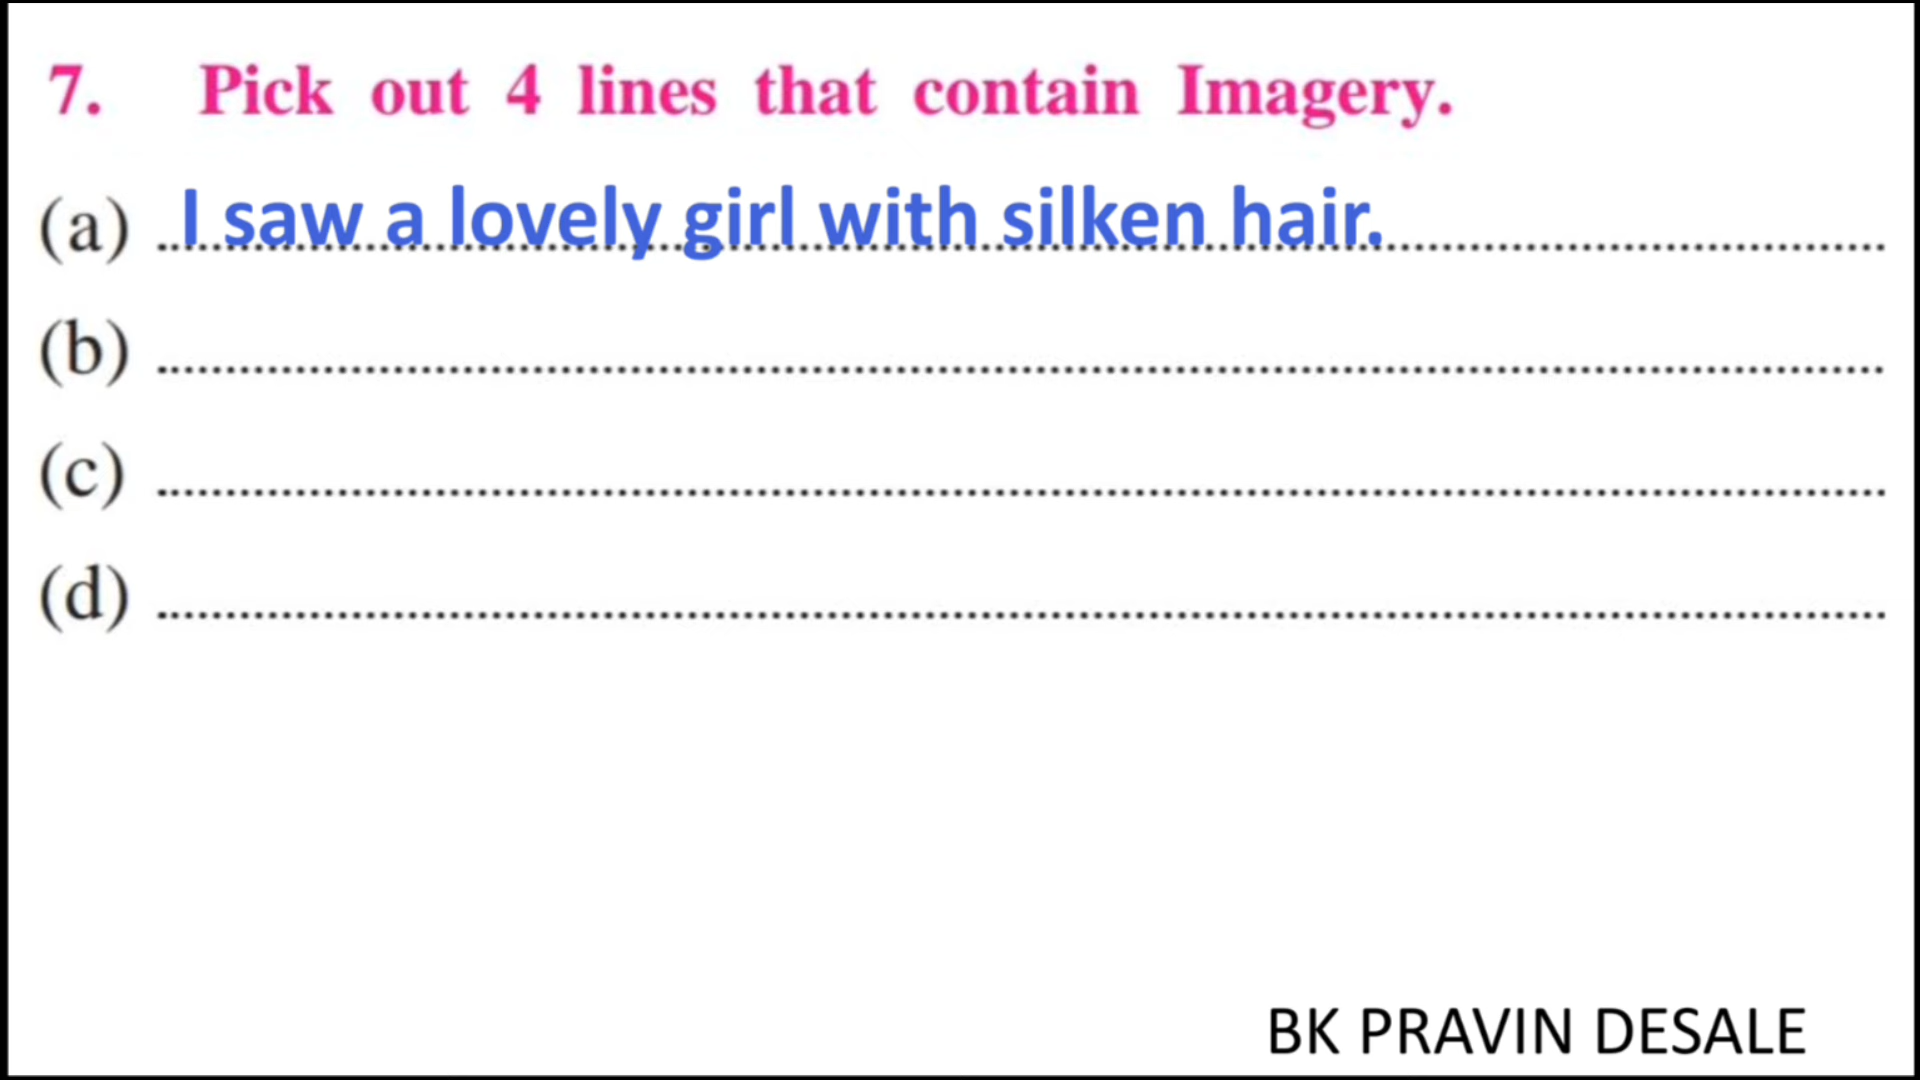 7. Pick out 4 lines that contain Imagery.
(a) I saw a lovely girl with silken hair.
(b)
(c)
(d)
BK PRAVIN DESALE